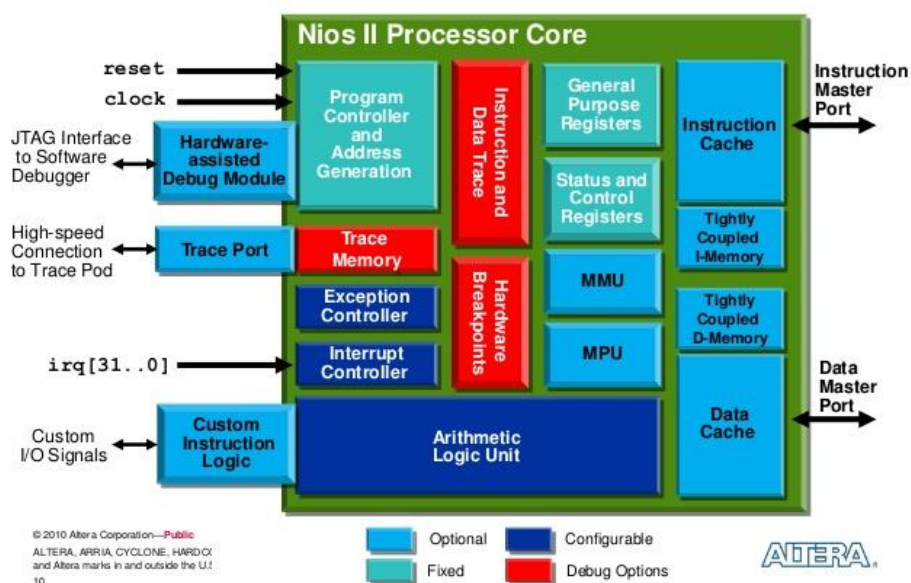 Nios II Processor Core
reset
clock
JTAG Interface
to Software
Debugger
Hardware-
assisted
Debug Module
Program
Controller
and
Address
Generation
Instruction and
Data Trace
General
Purpose
Registers
Instruction
Cache
Instruction
Master
Port
Status and
Control
Registers
High-speed
Connection
to Trace Pod
Trace Port
Trace
Memory
Tightly
Coupled
I-Memory
Exception
Controller
Hardware
Breakpoints
MMU
Tightly
Coupled
D-Memory
irq[31..0]
Interrupt
Controller
MPU
Data
Master
Port
Custom
I/O Signals
Custom
Instruction
Logic
Arithmetic
Logic Unit
Data
Cache
© 2010 Altera Corporation—Public
ALTERA, ARRIA, CYCLONE,
and Altera marks in and outside the
10
Optional
Configurable
Fixed
Debug Options
ALTERA